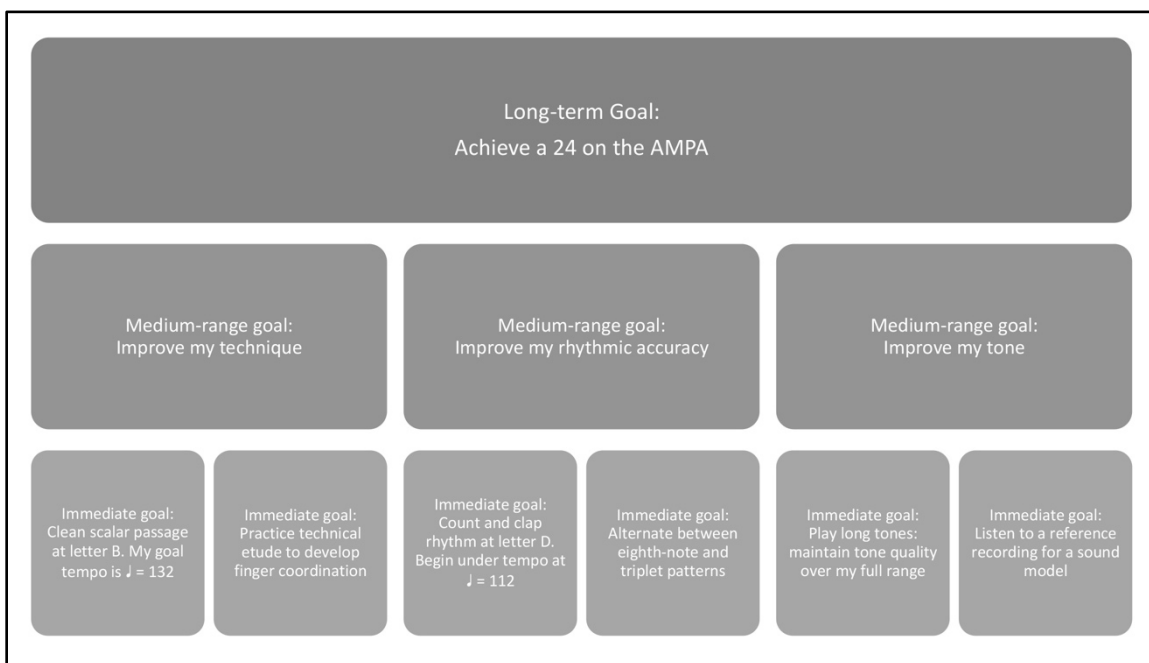 Long-term Goal:
Achieve a 24 on the AMPA
Medium-range goal:
Improve my technique
Medium-range goal:
Improve my rhythmic accuracy
Medium-range goal:
Improve my tone
Immediate goal:
Clean scalar passage
at letter B. My goal
tempo is ♩ = 132
Immediate goal:
Practice technical
etude to develop
finger coordination
Immediate goal:
Count and clap
rhythm at letter D.
Begin under tempo at
♩ = 112
Immediate goal:
Alternate between
eighth-note and
triplet patterns
Immediate goal:
Play long tones:
maintain tone quality
over my full range
Immediate goal:
Listen to a reference
recording for a sound
model